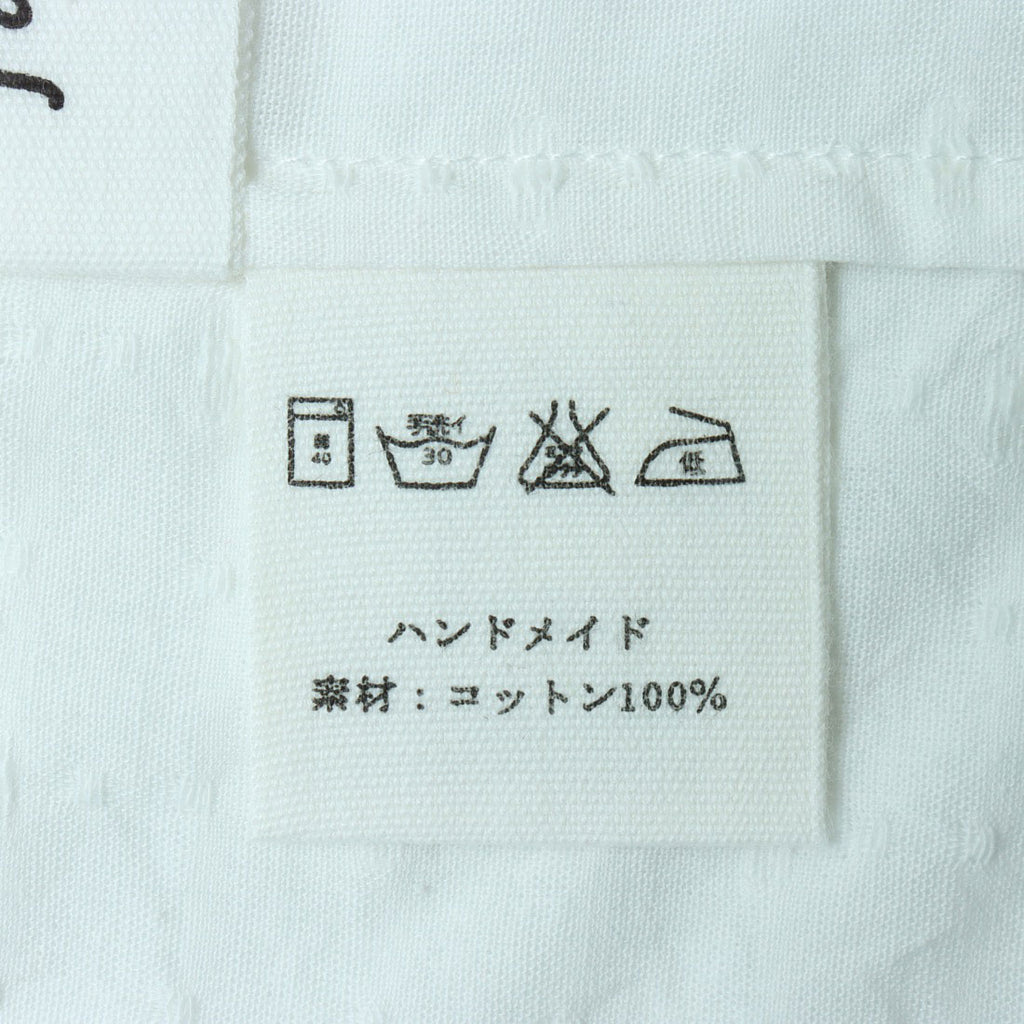 弱 40
手洗イ 30
低
ハンドメイド
素材：コットン100%